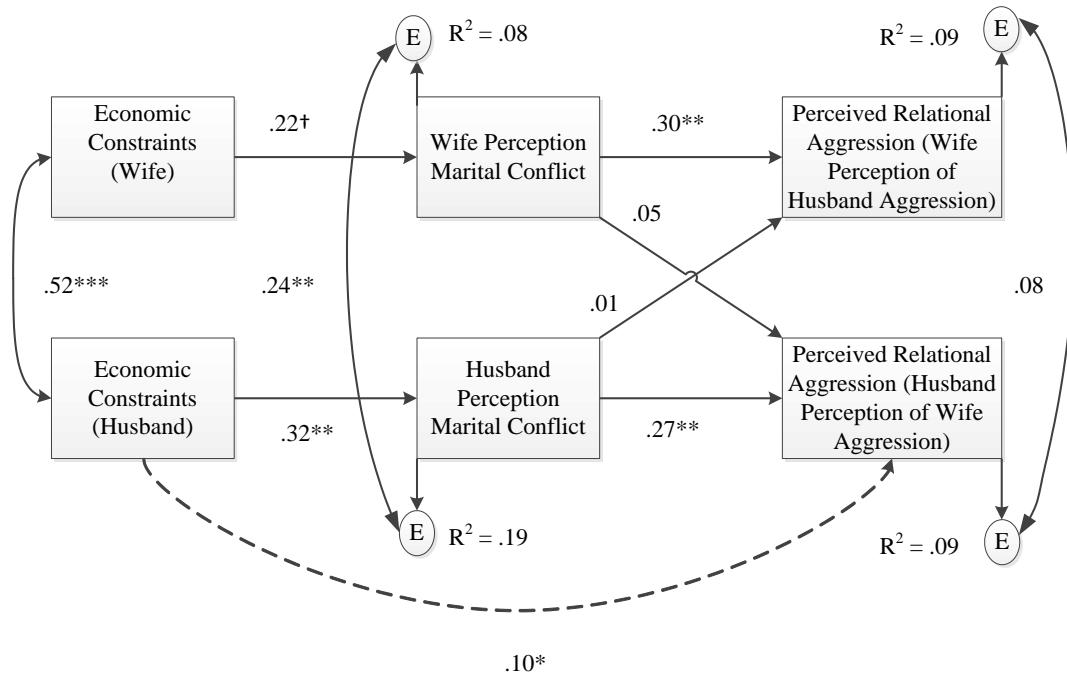 E
R² = .08
R² = .09
E
Economic
Constraints
(Wife)
.22†
Wife Perception
Marital Conflict
.30**
Perceived Relational
Aggression (Wife
Perception of
Husband Aggression)
.05
.52***
.24**
.01
.08
Economic
Constraints
(Husband)
.32**
Husband
Perception
Marital Conflict
.27**
Perceived Relational
Aggression (Husband
Perception of Wife
Aggression)
E
R² = .19
R² = .09
E
.10*